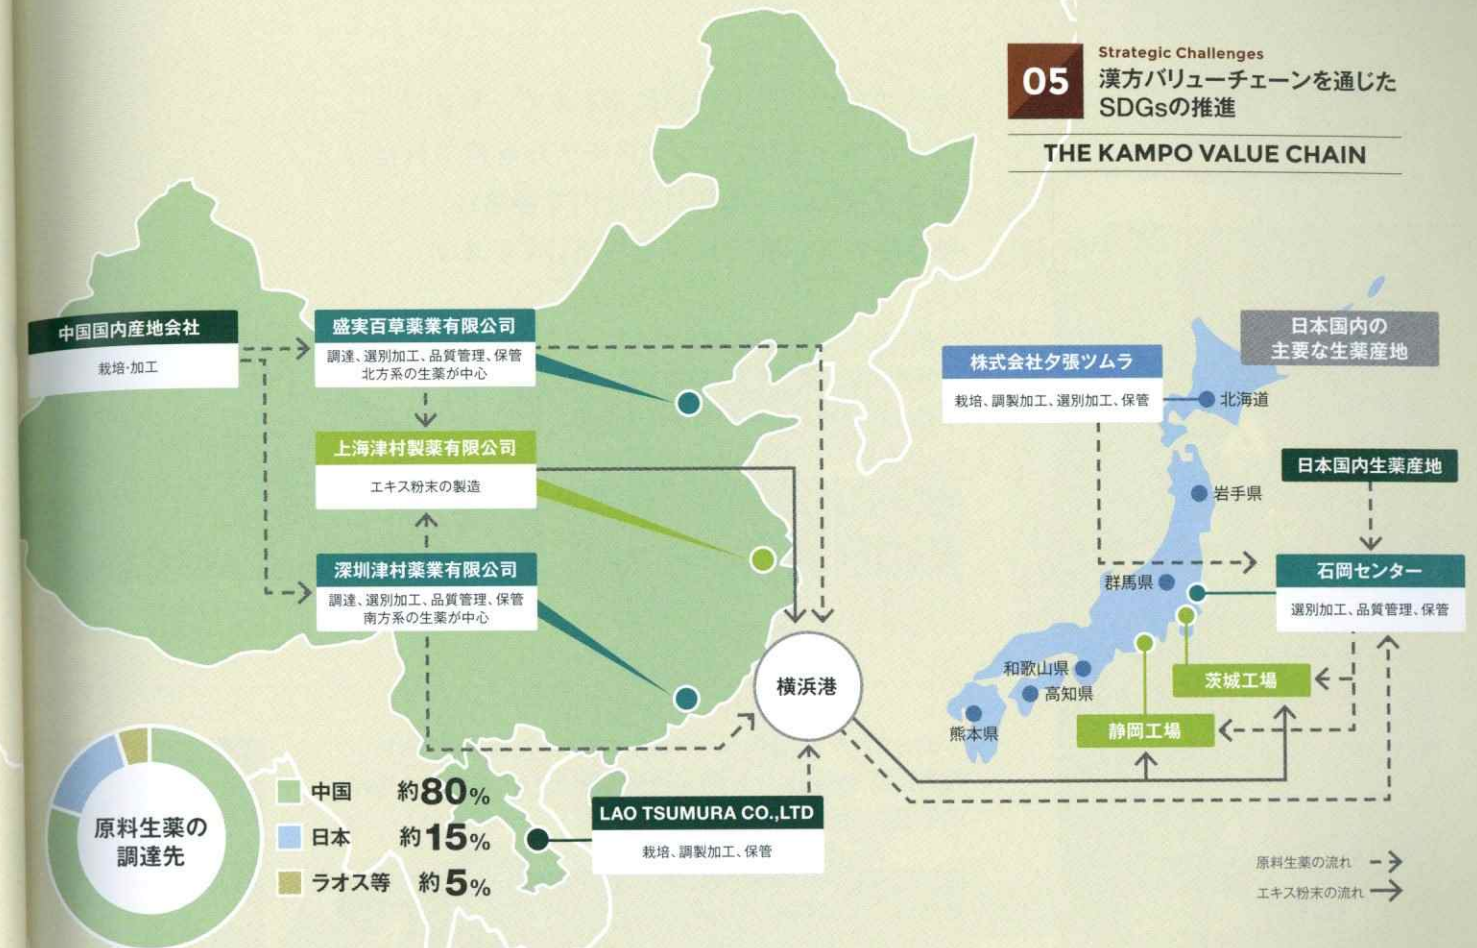 05
Strategic Challenges
漢方バリューチェーンを通じた
SDGsの推進
THE KAMPO VALUE CHAIN
中国国内産地会社
栽培・加工
盛実百草薬業有限公司
調達、選別加工、品質管理、保管
北方系の生薬が中心
上海津村製薬有限公司
エキス粉末の製造
深圳津村薬業有限公司
調達、選別加工、品質管理、保管
南方系の生薬が中心
横浜港
LAO TSUMURA CO.,LTD
栽培、調製加工、保管
日本国内の
主要な生薬産地
株式会社夕張ツムラ
栽培、調製加工、選別加工、保管
北海道
岩手県
群馬県
和歌山県
高知県
熊本県
日本国内生薬産地
石岡センター
選別加工、品質管理、保管
茨城工場
静岡工場
原料生薬の
調達先
中国 約80%
日本 約15%
ラオス等 約5%
原料生薬の流れ
エキス粉末の流れ